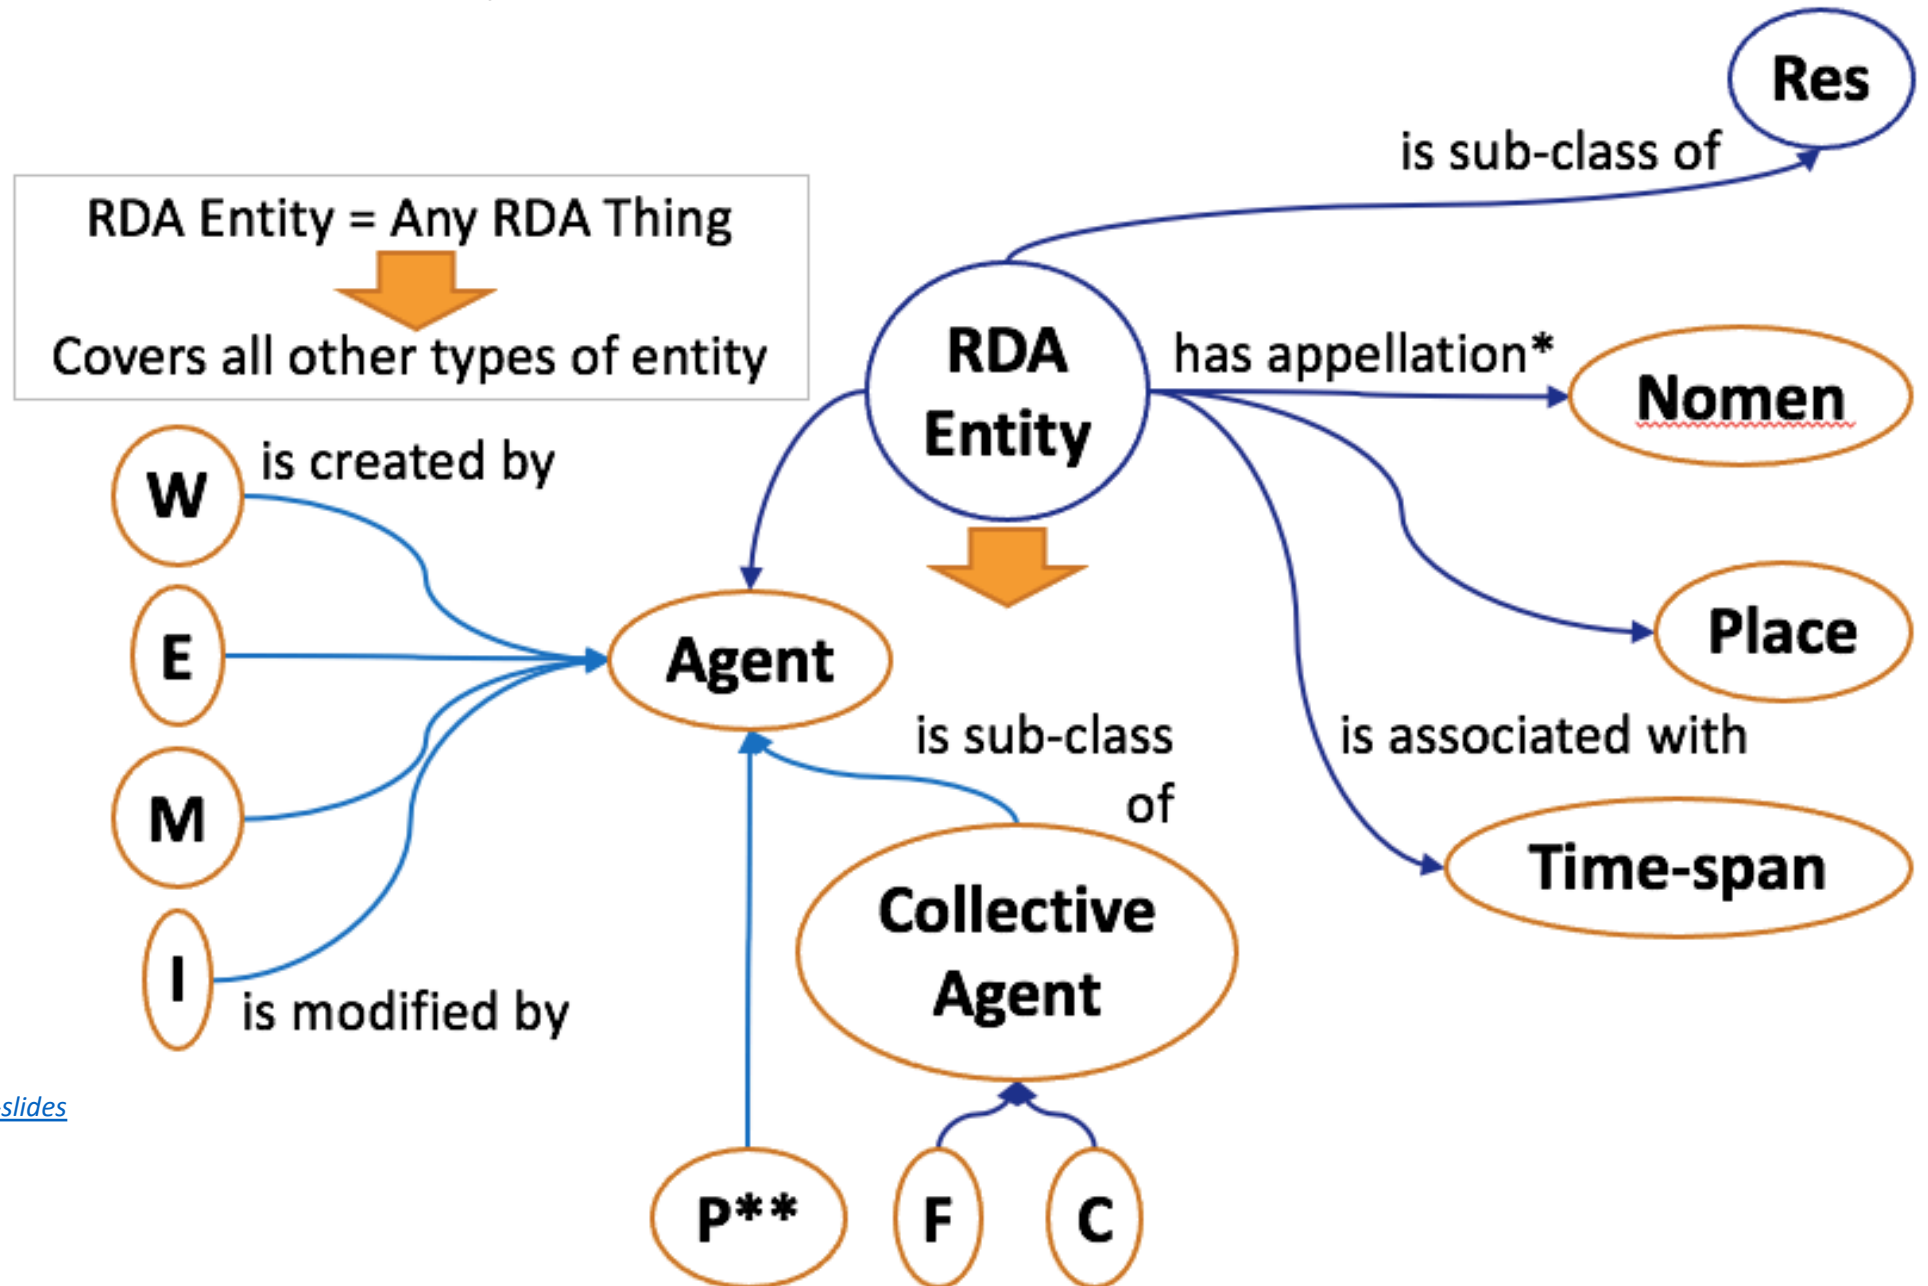 Res
is sub-class of
RDA Entity = Any RDA Thing
Covers all other types of entity
RDA
Entity
has appellation*
Nomen
W
is created by
E
Agent
Place
M
is sub-class
of
is associated with
Time-span
Collective
Agent
I
is modified by
slides
P**
F
C